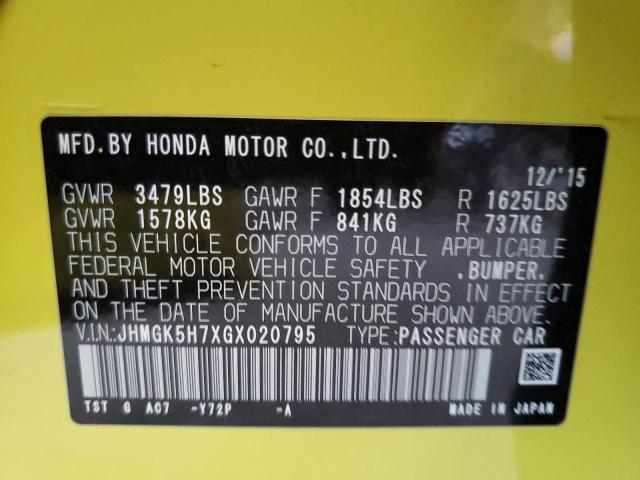 MFD.BY HONDA MOTOR CO.,LTD.
12/'15
GVWR 3479LBS GAWR F 1854LBS R 1625LBS
GVWR 1578KG GAWR F 841KG R 737KG
THIS VEHICLE CONFORMS TO ALL APPLICABLE
FEDERAL MOTOR VEHICLE SAFETY ,BUMPER,
AND THEFT PREVENTION STANDARDS IN EFFECT
ON THE DATE OF MANUFACTURE SHOWN ABOVE.
V.I.N.:JHMGK5H7XGX020795 TYPE:PASSENGER CAR
TST G AC7 -Y72P -A MADE IN JAPAN